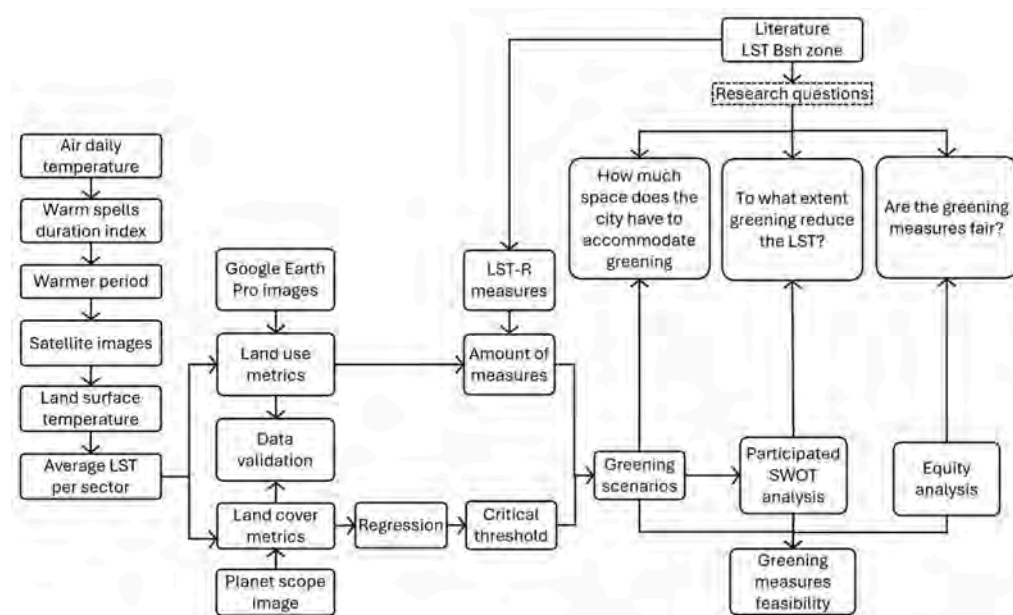 Literature
LST Bsh zone
Research questions
Air daily
temperature
Warm spells
duration index
Warmer period
Satellite images
Land surface
temperature
Average LST
per sector
Google Earth
Pro images
Land use
metrics
Data
validation
Land cover
metrics
Planet scope
image
Regression
Critical
threshold
LST-R
measures
Amount of
measures
How much
space does the
city have to
accommodate
greening
To what extent
greening reduce
the LST?
Are the greening
measures fair?
Greening
scenarios
Participated
SWOT
analysis
Equity
analysis
Greening
measures
feasibility